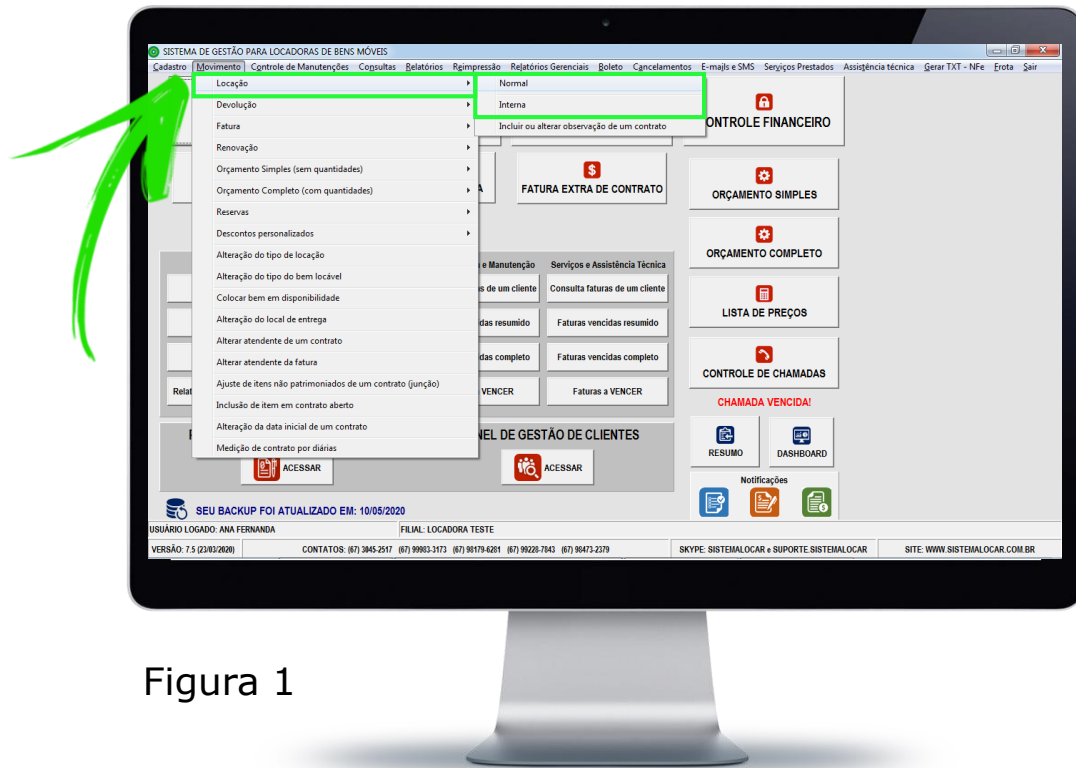 SISTEMA DE GESTÃO PARA LOCADORAS DE BENS MÓVEIS
Cadastro Movimento Controle de Manutenções Consultas Relatórios Reimpressão Relatórios Gerenciais Boleto Cancelamentos E-mails e SMS Serviços Prestados Assistência técnica Gerar TXT - NFe Frota Sair
Locação
Devolução
Fatura
Renovação
Orçamento Simples (sem quantidades)
Orçamento Completo (com quantidades)
Reservas
Descontos personalizados
Alteração do tipo de locação
Alteração do tipo do bem locável
Colocar bem em disponibilidade
Alteração do local de entrega
Alterar atendente de um contrato
Alterar atendente da fatura
Ajuste de itens não patrimoniados de um contrato (junção)
Inclusão de item em contrato aberto
Alteração da data inicial de um contrato
Medição de contrato por diárias
Normal
Interna
Incluir ou alterar observação de um contrato
ONTROLE FINANCEIRO
A
FATURA EXTRA DE CONTRATO
ORÇAMENTO SIMPLES
ORÇAMENTO COMPLETO
LISTA DE PREÇOS
CONTROLE DE CHAMADAS
CHAMADA VENCIDA!
RESUMO
DASHBOARD
Notificações
e Manutenção
Serviços e Assistência Técnica
s de um cliente
Consulta faturas de um cliente
das resumido
Faturas vencidas resumido
das completo
Faturas vencidas completo
Relat
VENCER
Faturas a VENCER
NEL DE GESTÃO DE CLIENTES
ACESSAR
ACESSAR
SEU BACKUP FOI ATUALIZADO EM: 10/05/2020
USUÁRIO LOGADO: ANA FERNANDA
FILIAL: LOCADORA TESTE
VERSÃO: 7.5 (23/03/2020)
CONTATOS: (67) 3045-2517 (67) 99983-3173 (67) 98179-6281 (67) 99228-7843 (67) 98473-2379
SKYPE: SISTEMALOCAR e SUPORTE.SISTEMALOCAR
SITE: WWW.SISTEMALOCAR.COM.BR
Figura 1